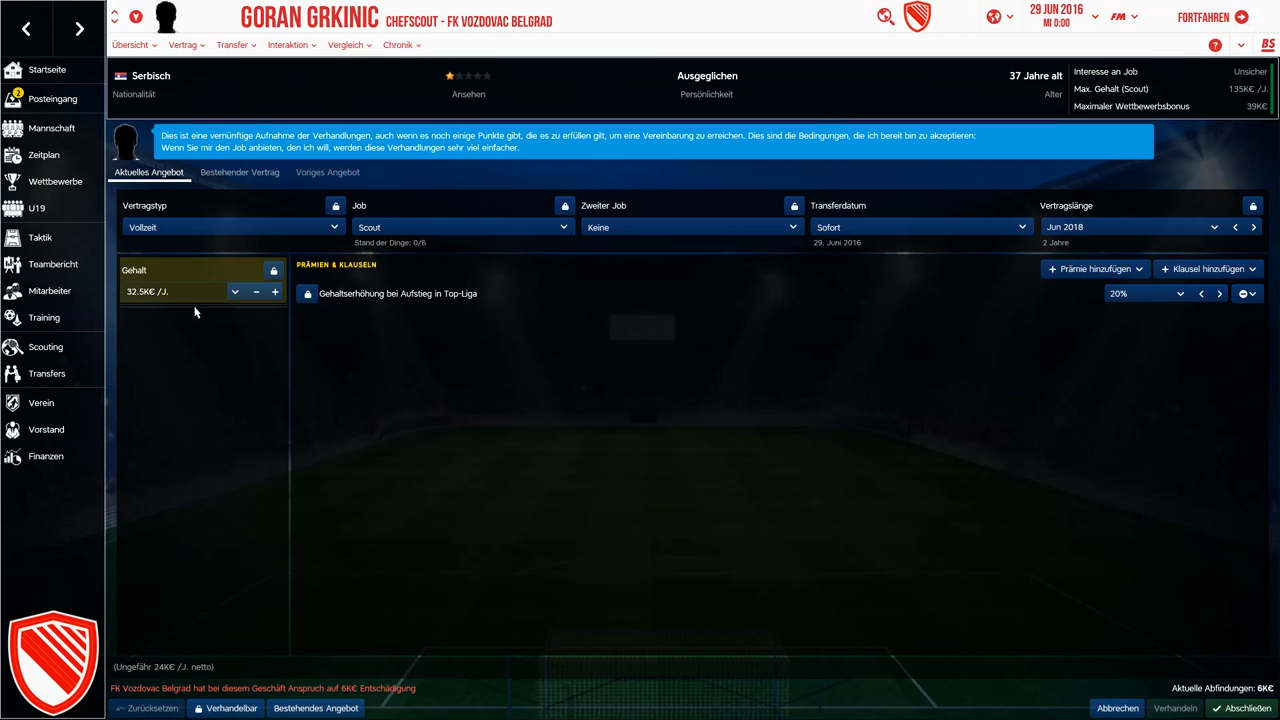 GORAN GRKINIC CHEFSCOUT - FK VOZDOVAC BELGRAD
29 JUN 2016
MI 0:00
FM
FORTFAHREN
Übersicht Vertrag Transfer Interaktion Vergleich Chronik
? BS
Startseite
2
Posteingang
Mannschaft
Zeitplan
Wettbewerbe
U19
Taktik
Teambericht
Mitarbeiter
Training
Scouting
Transfers
Verein
Vorstand
Finanzen
Serbisch
Nationalität
Ansehen
Ausgeglichen
Persönlichkeit
37 Jahre alt
Alter
Interesse an Job Unsicher
Max. Gehalt (Scout) 135K€ /J.
Maximaler Wettbewerbsbonus 39K€
Dies ist eine vernünftige Aufnahme der Verhandlungen, auch wenn es noch einige Punkte gibt, die es zu erfüllen gilt, um eine Vereinbarung zu erreichen. Dies sind die Bedingungen, die ich bereit bin zu akzeptieren:
Wenn Sie mir den Job anbieten, den ich will, werden diese Verhandlungen sehr viel einfacher.
Aktuelles Angebot Bestehender Vertrag Voriges Angebot
Vertragstyp Job Zweiter Job Transferdatum Vertragslänge
Vollzeit Scout Keine Sofort Jun 2018
Stand der Dinge: 0/6 29. Juni 2016 2 Jahre
Gehalt
32.5K€ /J.
PRÄMIEN & KLAUSELN
+ Prämie hinzufügen + Klausel hinzufügen
Gehaltserhöhung bei Aufstieg in Top-Liga 20%
(Ungefähr 24K€ /J. netto)
FK Vozdovac Belgrad hat bei diesem Geschäft Anspruch auf 6K€ Entschädigung
Aktuelle Abfindungen: 6K€
Zurücksetzen Verhandelbar Bestehendes Angebot Abbrechen Verhandeln Abschließen